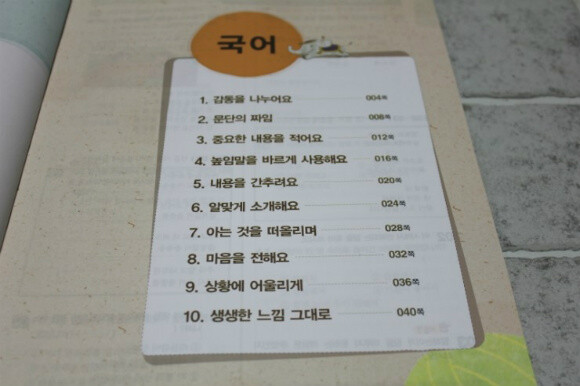 국어
1. 감동을 나누어요 004쪽
2. 문단의 짜임 008쪽
3. 중요한 내용을 적어요 012쪽
4. 높임말을 바르게 사용해요 016쪽
5. 내용을 간추려요 020쪽
6. 알맞게 소개해요 024쪽
7. 아는 것을 떠올리며 028쪽
8. 마음을 전해요 032쪽
9. 상황에 어울리게 036쪽
10. 생생한 느낌 그대로 040쪽